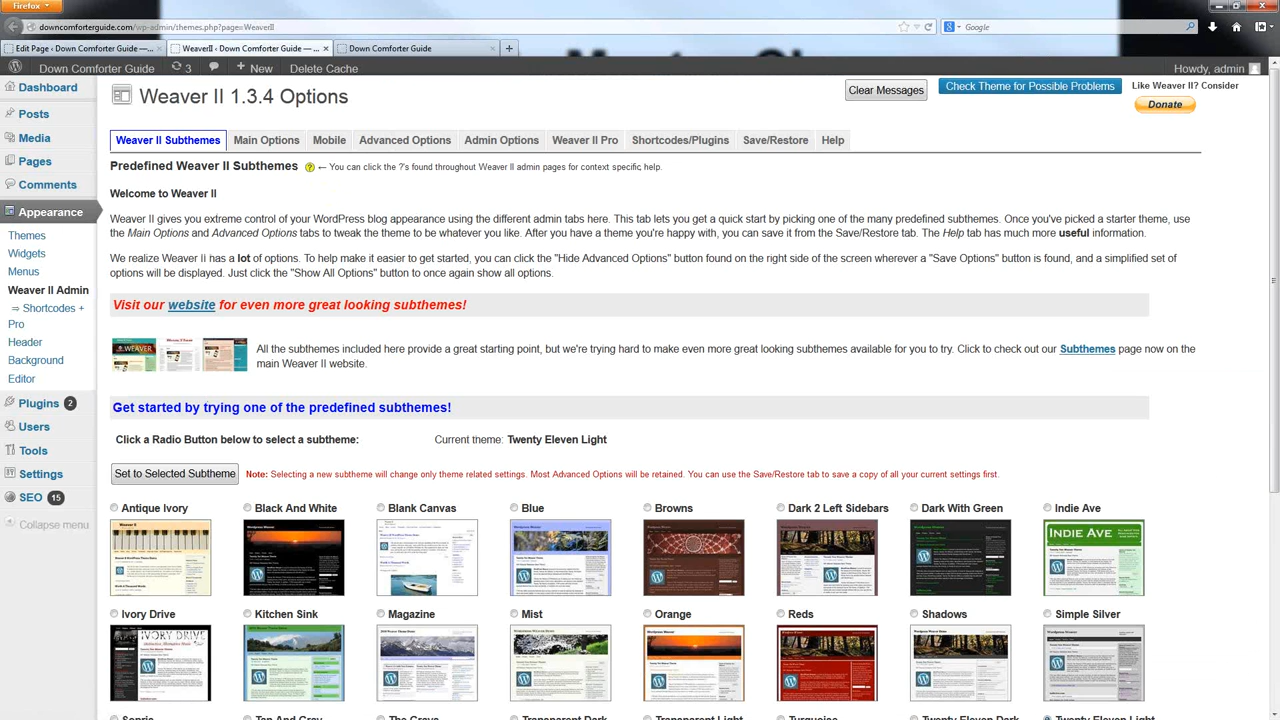 Firefox
downcomforterguide.com/wp-admin/themes.php?page=WeaverII
Google
Edit Page ‹ Down Comforter Guide —...
WeaverII ‹ Down Comforter Guide — ...
Down Comforter Guide
Down Comforter Guide
3
New
Delete Cache
Howdy, admin
Dashboard
Posts
Media
Pages
Comments
Appearance
Themes
Widgets
Menus
Weaver II Admin
⇒ Shortcodes +
Pro
Header
Background
Editor
Plugins 2
Users
Tools
Settings
SEO 15
Collapse menu
Weaver II 1.3.4 Options
Clear Messages
Check Theme for Possible Problems
Like Weaver II? Consider
Donate
Weaver II Subthemes
Main Options
Mobile
Advanced Options
Admin Options
Weaver II Pro
Shortcodes/Plugins
Save/Restore
Help
Predefined Weaver II Subthemes ? ← You can click the ?'s found throughout Weaver II admin pages for context specific help.
Welcome to Weaver II
Weaver II gives you extreme control of your WordPress blog appearance using the different admin tabs here. This tab lets you get a quick start by picking one of the many predefined subthemes. Once you've picked a starter theme, use
the Main Options and Advanced Options tabs to tweak the theme to be whatever you like. After you have a theme you're happy with, you can save it from the Save/Restore tab. The Help tab has much more useful information.
We realize Weaver II has a lot of options. To help make it easier to get started, you can click the "Hide Advanced Options" button found on the right side of the screen wherever a "Save Options" button is found, and a simplified set of
options will be displayed. Just click the "Show All Options" button to once again show all options.
Visit our website for even more great looking subthemes!
WEAVER
All the subthemes included here provide a great starting point, but we're trying hard to make even more great looking subthemes available for you to try. Click to check out our Subthemes page now on the
main Weaver II website.
Get started by trying one of the predefined subthemes!
Click a Radio Button below to select a subtheme:
Current theme: Twenty Eleven Light
Set to Selected Subtheme
Note: Selecting a new subtheme will change only theme related settings. Most Advanced Options will be retained. You can use the Save/Restore tab to save a copy of all your current settings first.
Antique Ivory
Black And White
Blank Canvas
Blue
Browns
Dark 2 Left Sidebars
Dark With Green
Indie Ave
Weaver II
INDIE AVE
Ivory Drive
Kitchen Sink
Magazine
Mist
Orange
Reds
Shadows
Simple Silver
IVORY DRIVE
Sopris
Tan And Gray
The Grays
Transparent Dark
Transparent Light
Turquoise
Twenty Eleven Dark
Twenty Eleven Light